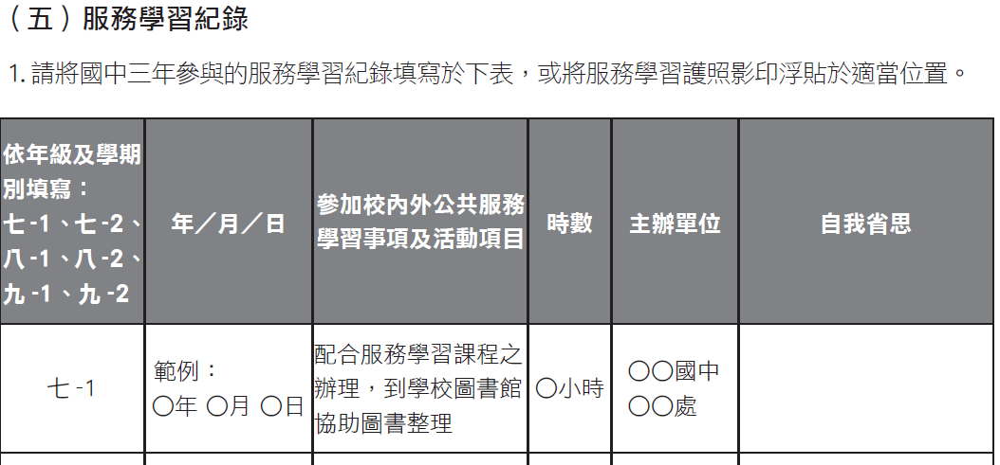 （五）服務學習紀錄
1. 請將國中三年參與的服務學習紀錄填寫於下表，或將服務學習護照影印浮貼於適當位置。
依年級及學期
別填寫：
七 -1、七 -2、
八 -1、八 -2、
九 -1、九 -2
年／月／日
參加校內外公共服務
學習事項及活動項目
時數
主辦單位
自我省思
七 -1
範例：
〇年 〇月 〇日
配合服務學習課程之
辦理，到學校圖書館
協助圖書整理
〇小時
〇〇國中
〇〇處